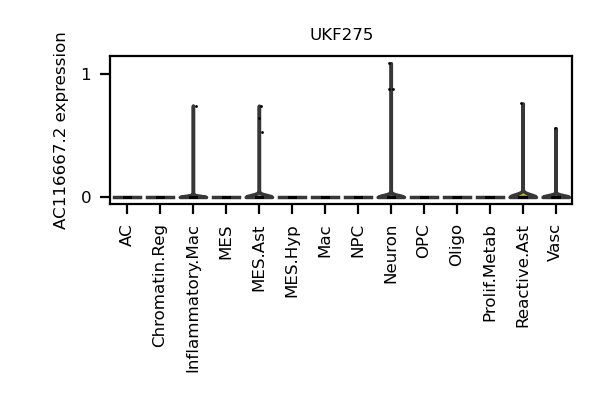 UKF275
AC116667.2 expression
1
0
AC
Chromatin.Reg
Inflammatory.Mac
MES
MES.Ast
MES.Hyp
Mac
NPC
Neuron
OPC
Oligo
Prolif.Metab
Reactive.Ast
Vasc